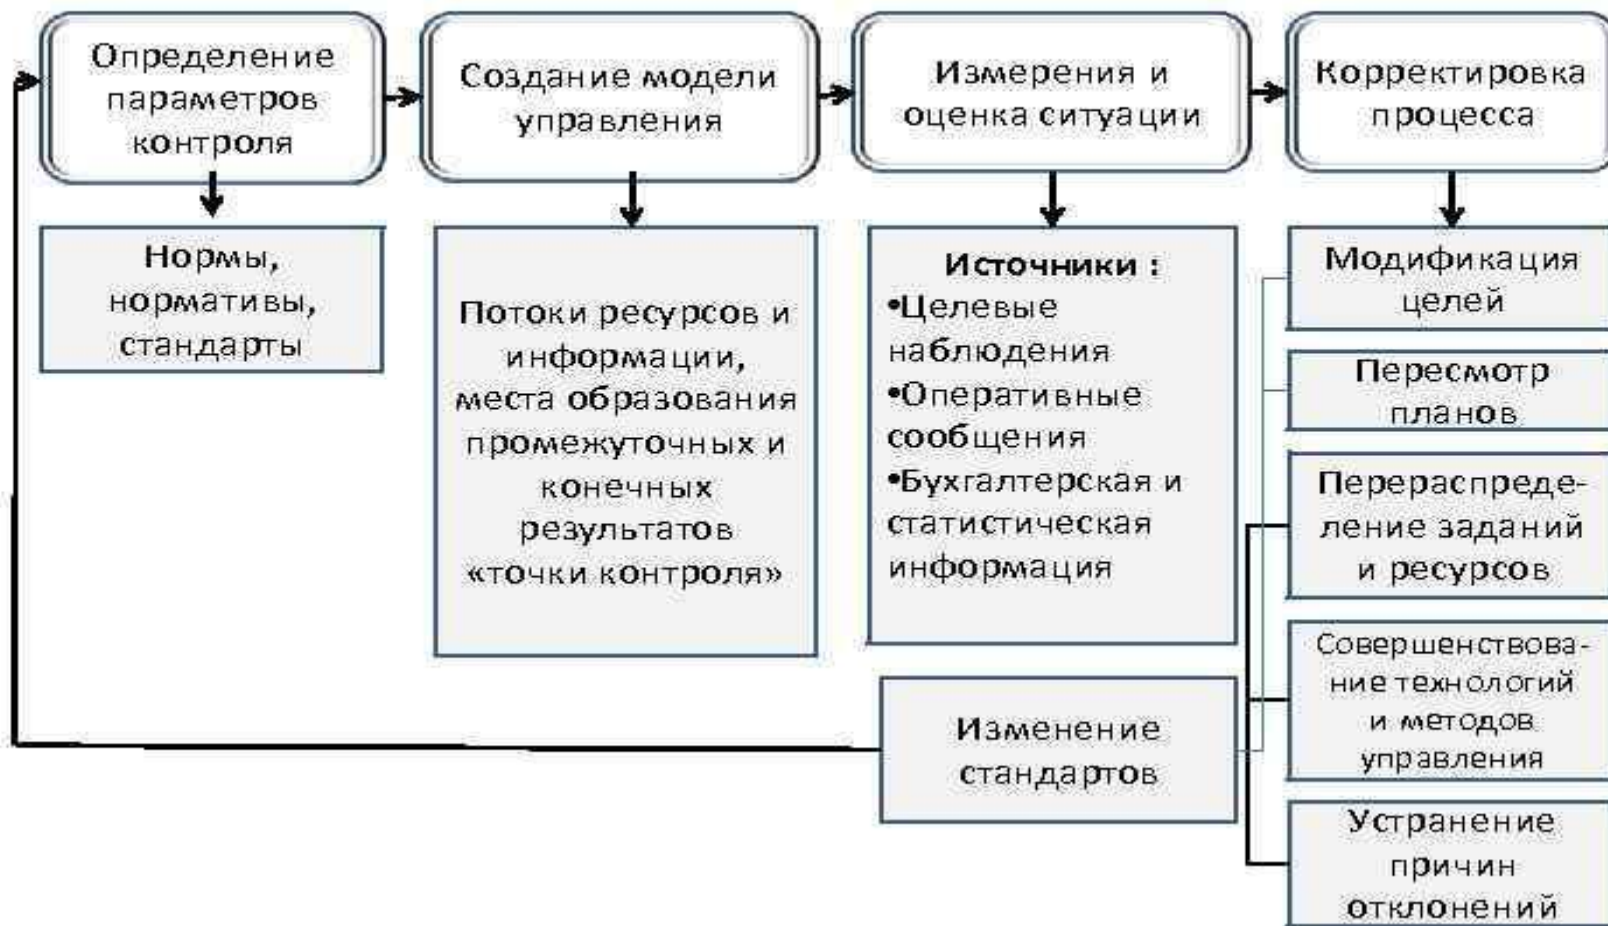 Определение
параметров
контроля
Создание модели
управления
Измерения и
оценка ситуации
Корректировка
процесса
Нормы,
нормативы,
стандарты
Потоки ресурсов и
информации,
места образования
промежуточных и
конечных
результатов
«точки контроля»
Источники :
•Целевые
наблюдения
•Оперативные
сообщения
•Бухгалтерская и
статистическая
информация
Модификация
целей
Пересмотр
планов
Перераспреде-
ление заданий
и ресурсов
Совершенствова-
ние технологий
и методов
управления
Устранение
причин
отклонений
Изменение
стандартов